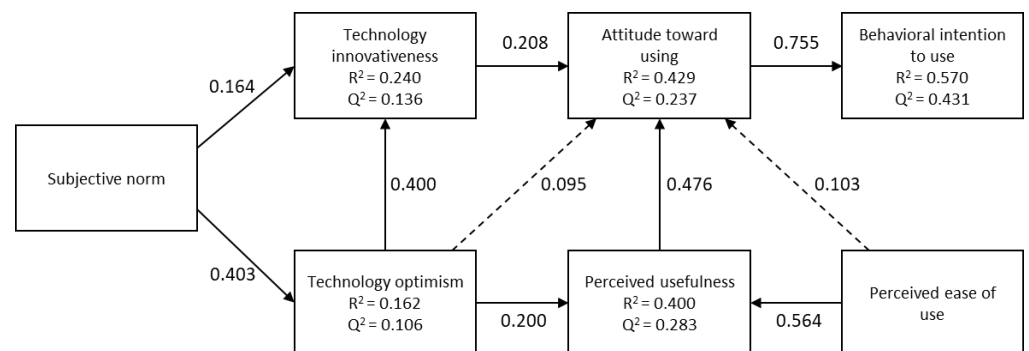 Technology
innovativeness
R² = 0.240
Q² = 0.136
0.208
Attitude toward
using
R² = 0.429
Q² = 0.237
0.755
Behavioral intention
to use
R² = 0.570
Q² = 0.431
0.164
Subjective norm
0.400
0.095
0.476
0.103
0.403
Technology optimism
R² = 0.162
Q² = 0.106
0.200
Perceived usefulness
R² = 0.400
Q² = 0.283
0.564
Perceived ease of
use